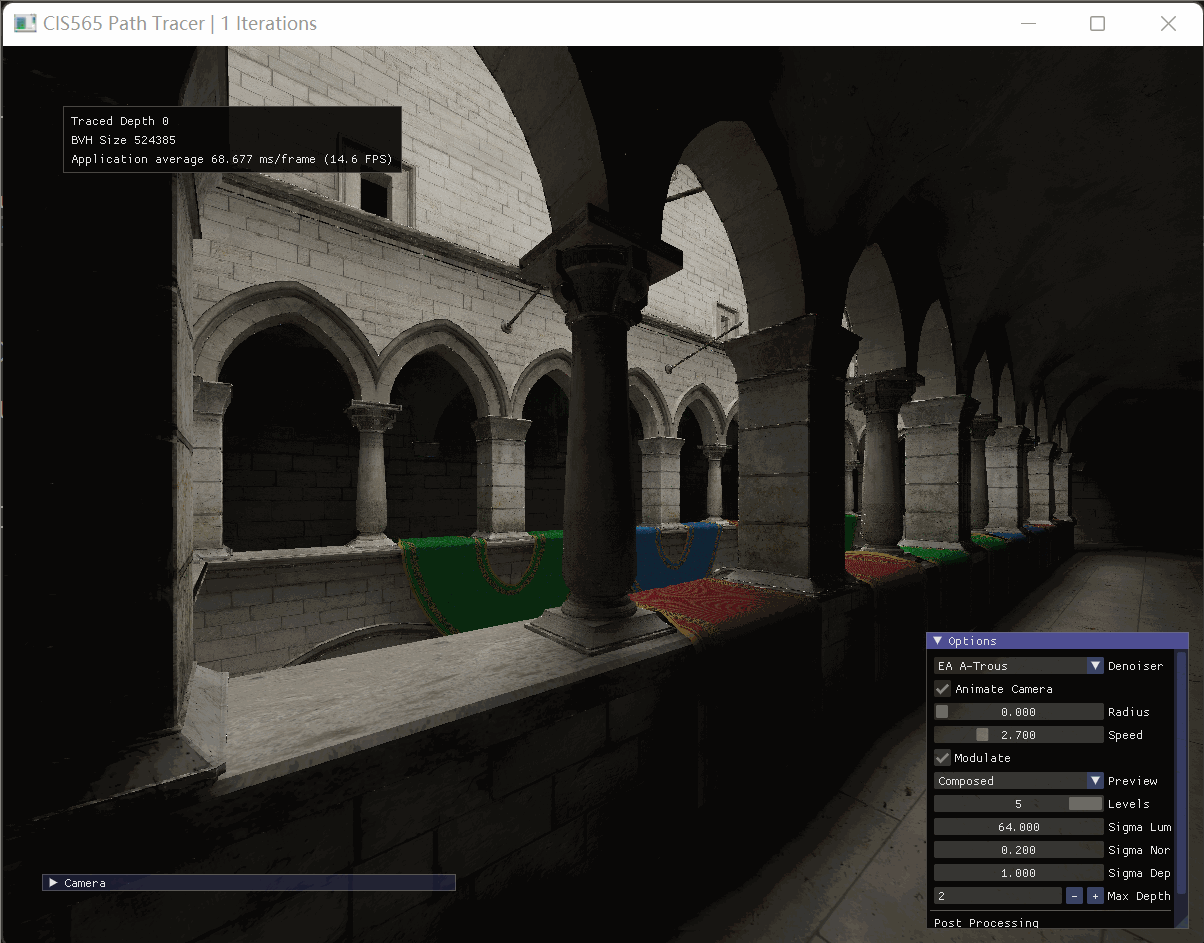 CIS565 Path Tracer | 1 Iterations
Traced Depth 0
BVH Size 524385
Application average 68.677 ms/frame (14.6 FPS)
Options
EA A-Trous Denoiser
Animate Camera
0.000 Radius
2.700 Speed
Modulate
Composed Preview
5 Levels
64.000 Sigma Lum
0.200 Sigma Nor
1.000 Sigma Dep
2 - + Max Depth
Post Processing
Camera